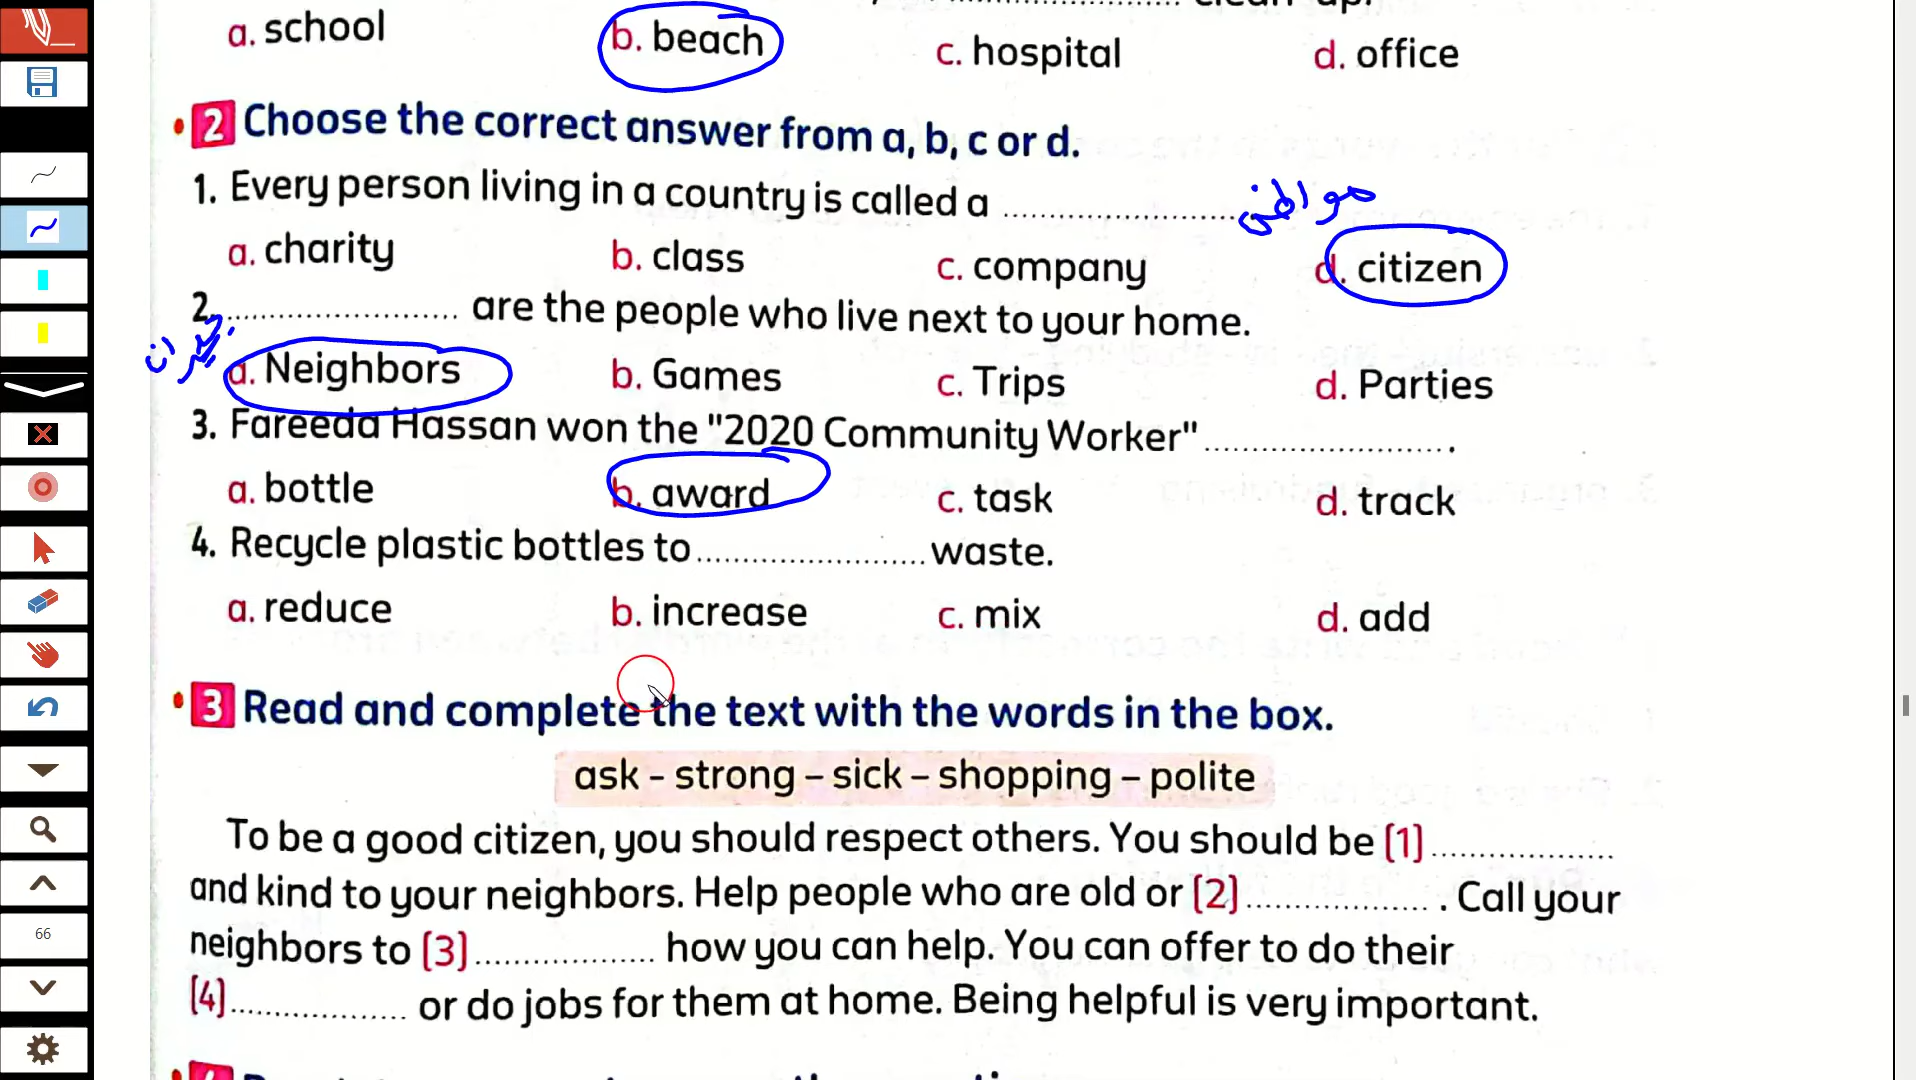 clean-up.
a. school b. beach c. hospital d. office
2 Choose the correct answer from a, b, c or d.
1. Every person living in a country is called a ........................ . مواطن
a. charity b. class c. company d. citizen
2. ........................ are the people who live next to your home.
جيران
a. Neighbors b. Games c. Trips d. Parties
3. Fareeda Hassan won the "2020 Community Worker" ........................ .
a. bottle b. award c. task d. track
4. Recycle plastic bottles to ........................ waste.
a. reduce b. increase c. mix d. add
3 Read and complete the text with the words in the box.
ask – strong – sick – shopping – polite
To be a good citizen, you should respect others. You should be [1] ..................
and kind to your neighbors. Help people who are old or [2] .................. . Call your
neighbors to [3] .................. how you can help. You can offer to do their
[4] .................. or do jobs for them at home. Being helpful is very important.
66